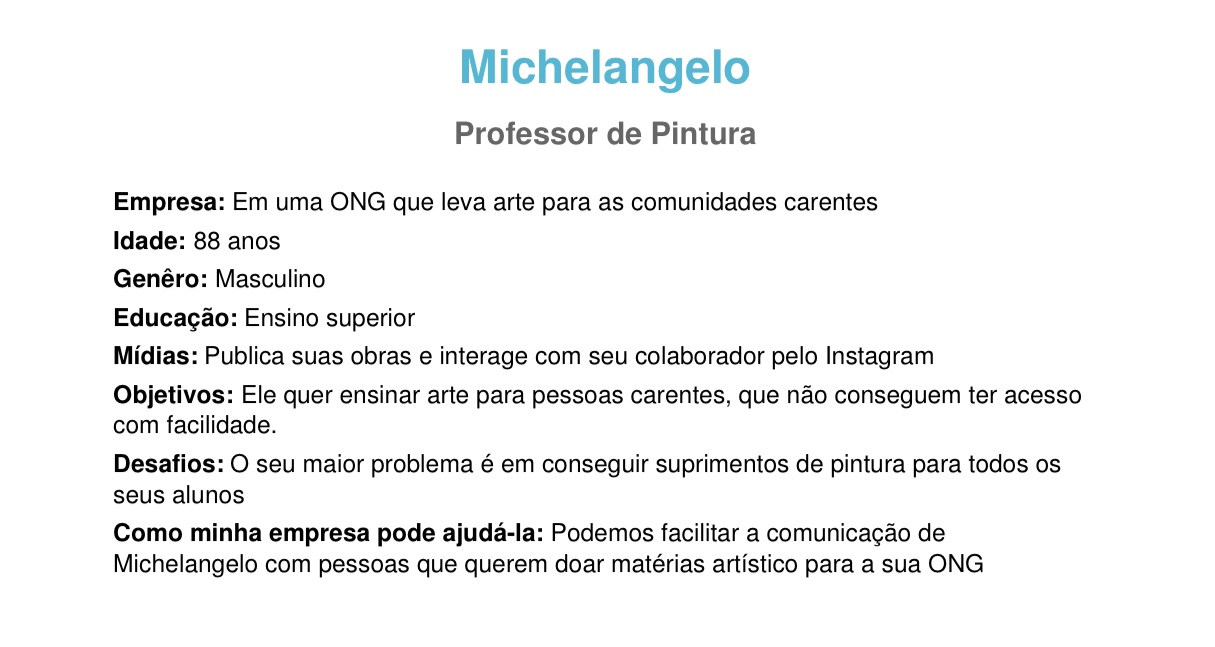 Michelangelo
Professor de Pintura
Empresa: Em uma ONG que leva arte para as comunidades carentes
Idade: 88 anos
Genêro: Masculino
Educação: Ensino superior
Mídias: Publica suas obras e interage com seu colaborador pelo Instagram
Objetivos: Ele quer ensinar arte para pessoas carentes, que não conseguem ter acesso
com facilidade.
Desafios: O seu maior problema é em conseguir suprimentos de pintura para todos os
seus alunos
Como minha empresa pode ajudá-la: Podemos facilitar a comunicação de
Michelangelo com pessoas que querem doar matérias artístico para a sua ONG